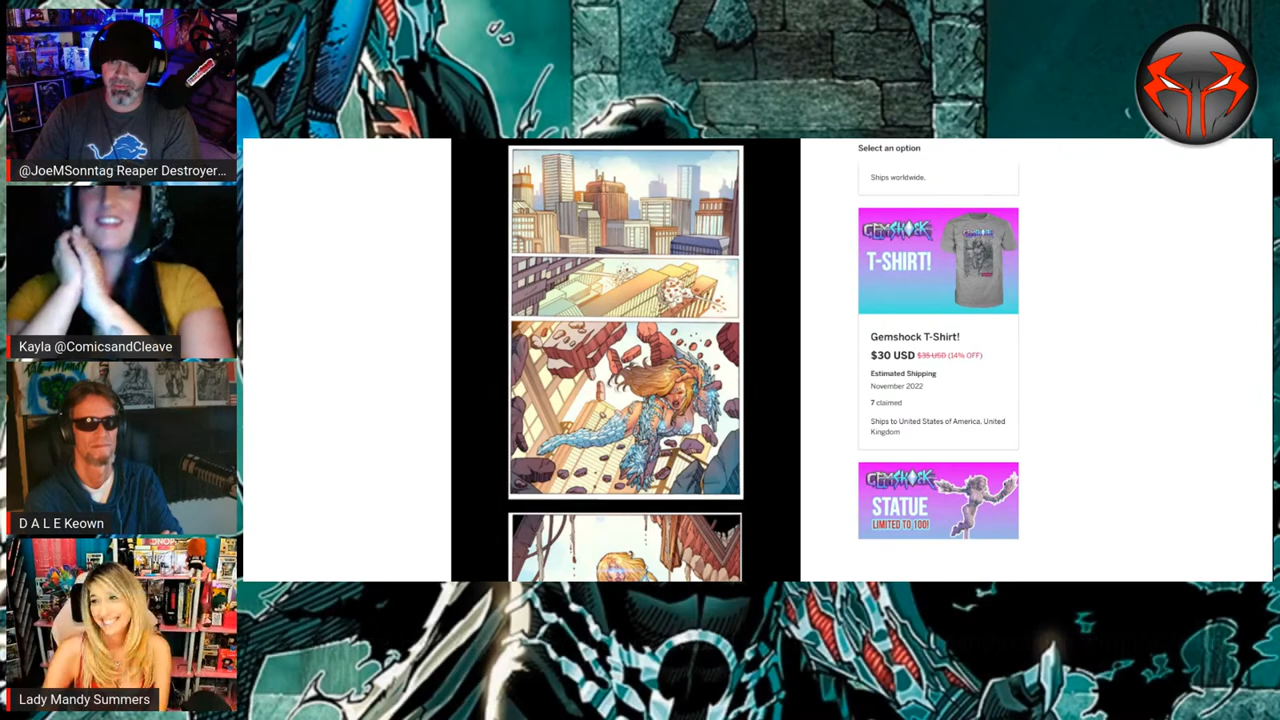 @JoeMSonntag Reaper Destroyer...
Kayla @ComicsandCleave
D A L E Keown
Lady Mandy Summers
Select an option
Ships worldwide.
GEMSHOCK
T-SHIRT!
Gemshock T-Shirt!
$30 USD $35 USD (14% OFF)
Estimated Shipping
November 2022
7 claimed
Ships to United States of America, United
Kingdom
GEMSHOCK
STATUE
LIMITED TO 100!